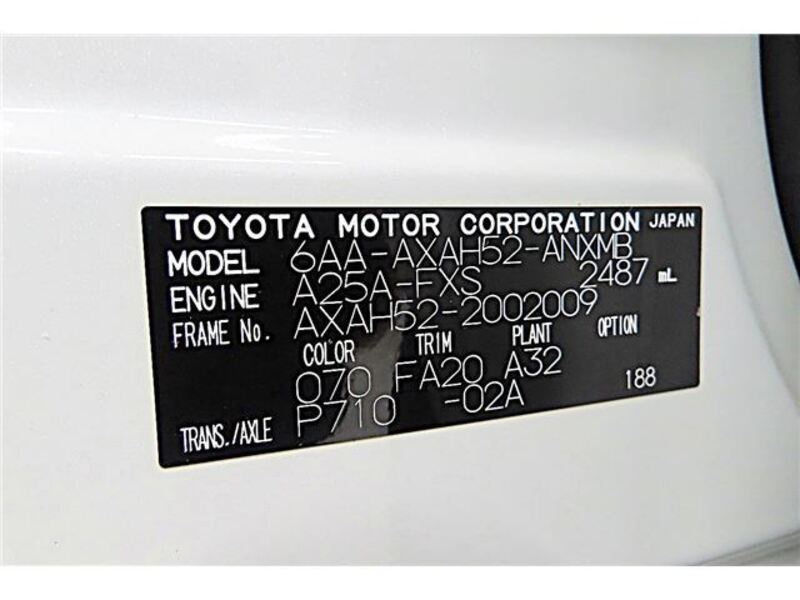 TOYOTA MOTOR CORPORATION JAPAN
MODEL 6AA-AXAH52-ANXMB
ENGINE A25A-FXS 2487 mL
FRAME No. AXAH52-2002009
COLOR TRIM PLANT OPTION
070 FA20 A32 188
TRANS./AXLE P710 -02A